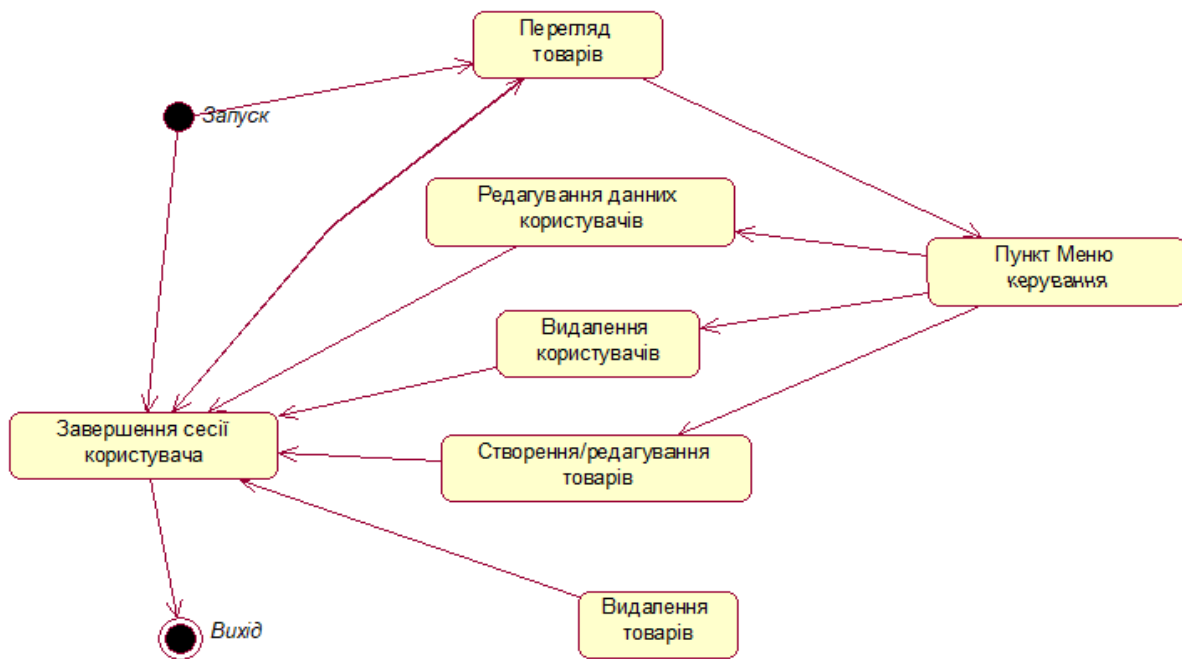 Перегляд
товарів
Запуск
Редагування данних
користувачів
Пункт Меню
керування
Видалення
користувачів
Завершення сесії
користувача
Створення/редагування
товарів
Видалення
товарів
Вихід